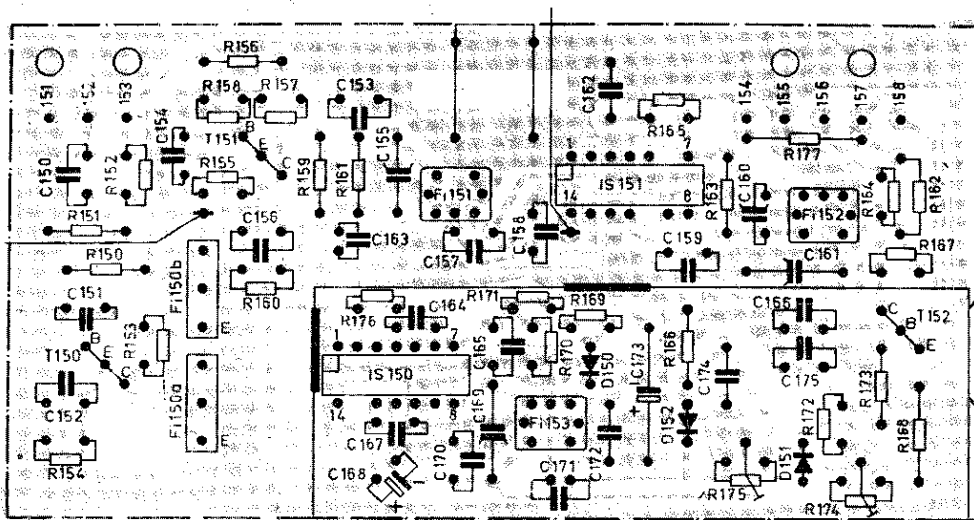 R156
151
152
153
R158
R157
C153
C162
R165
154
155
156
157
158
C154
T151
B
E
C
R177
C150
R152
R155
R159
R161
C155
1
7
IS151
14
8
Fi151
R163
C160
Fi152
R164
R162
R151
C156
C163
C157
C158
C159
C161
R167
R150
Fi150b
E
R160
C151
R176
C164
R171
R169
C166
C
B
E
T152
T150
B
E
C
R153
1
7
IS150
14
8
C165
R170
D150
C173
R166
C174
C175
R173
C152
Fi150a
E
C169
Fi153
D152
R172
R168
R154
C167
C168
C170
C171
C172
+
-
+
R175
D151
R174
B